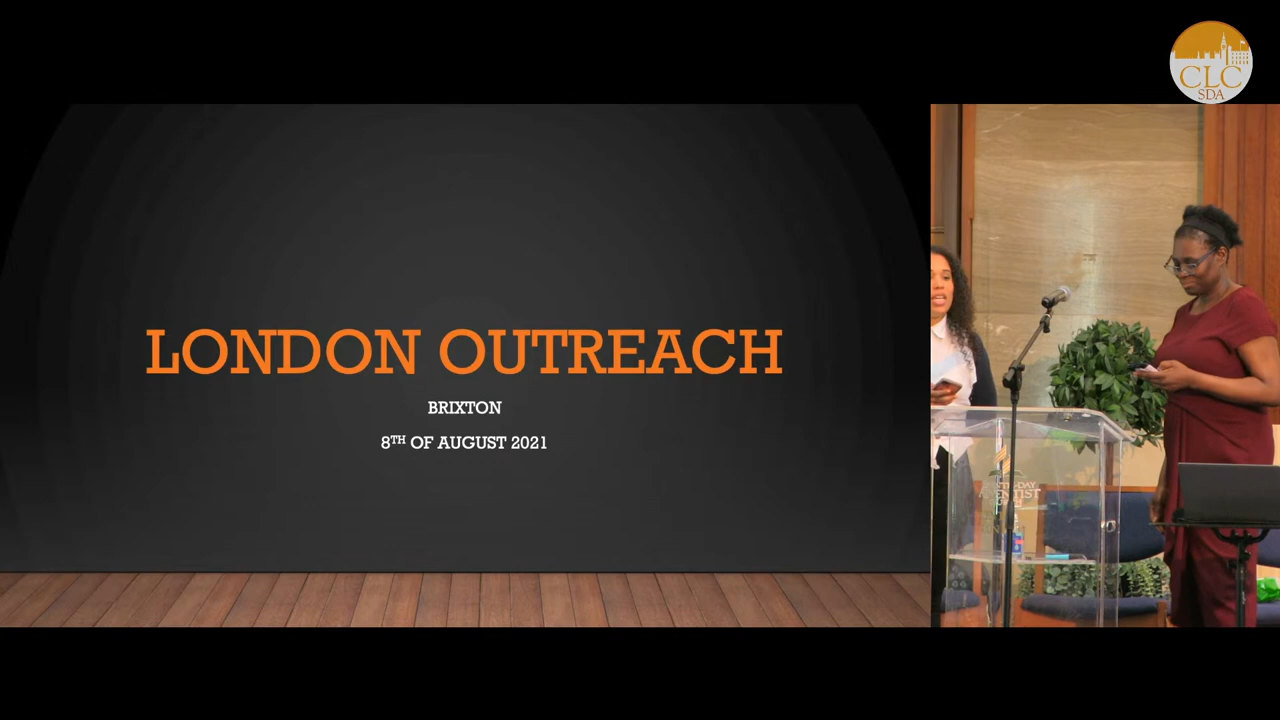 CLC
SDA
LONDON OUTREACH
BRIXTON
8TH OF AUGUST 2021